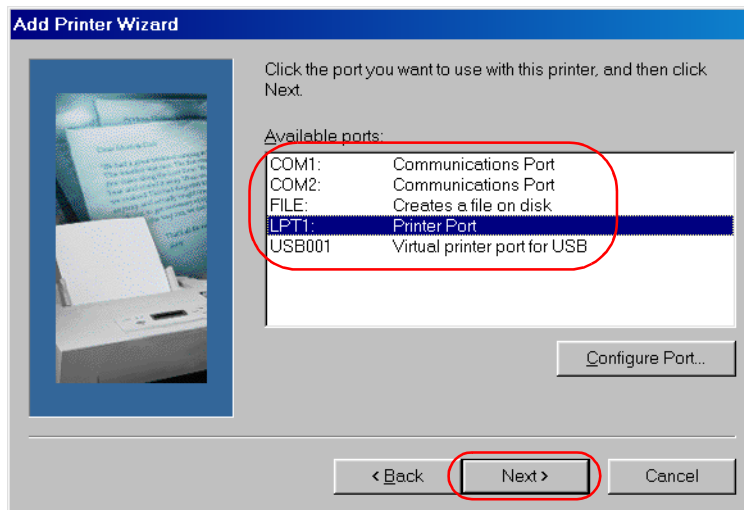 Add Printer Wizard
Click the port you want to use with this printer, and then click
Next.
Available ports:
COM1: Communications Port
COM2: Communications Port
FILE: Creates a file on disk
LPT1: Printer Port
USB001 Virtual printer port for USB
Configure Port...
< Back Next > Cancel